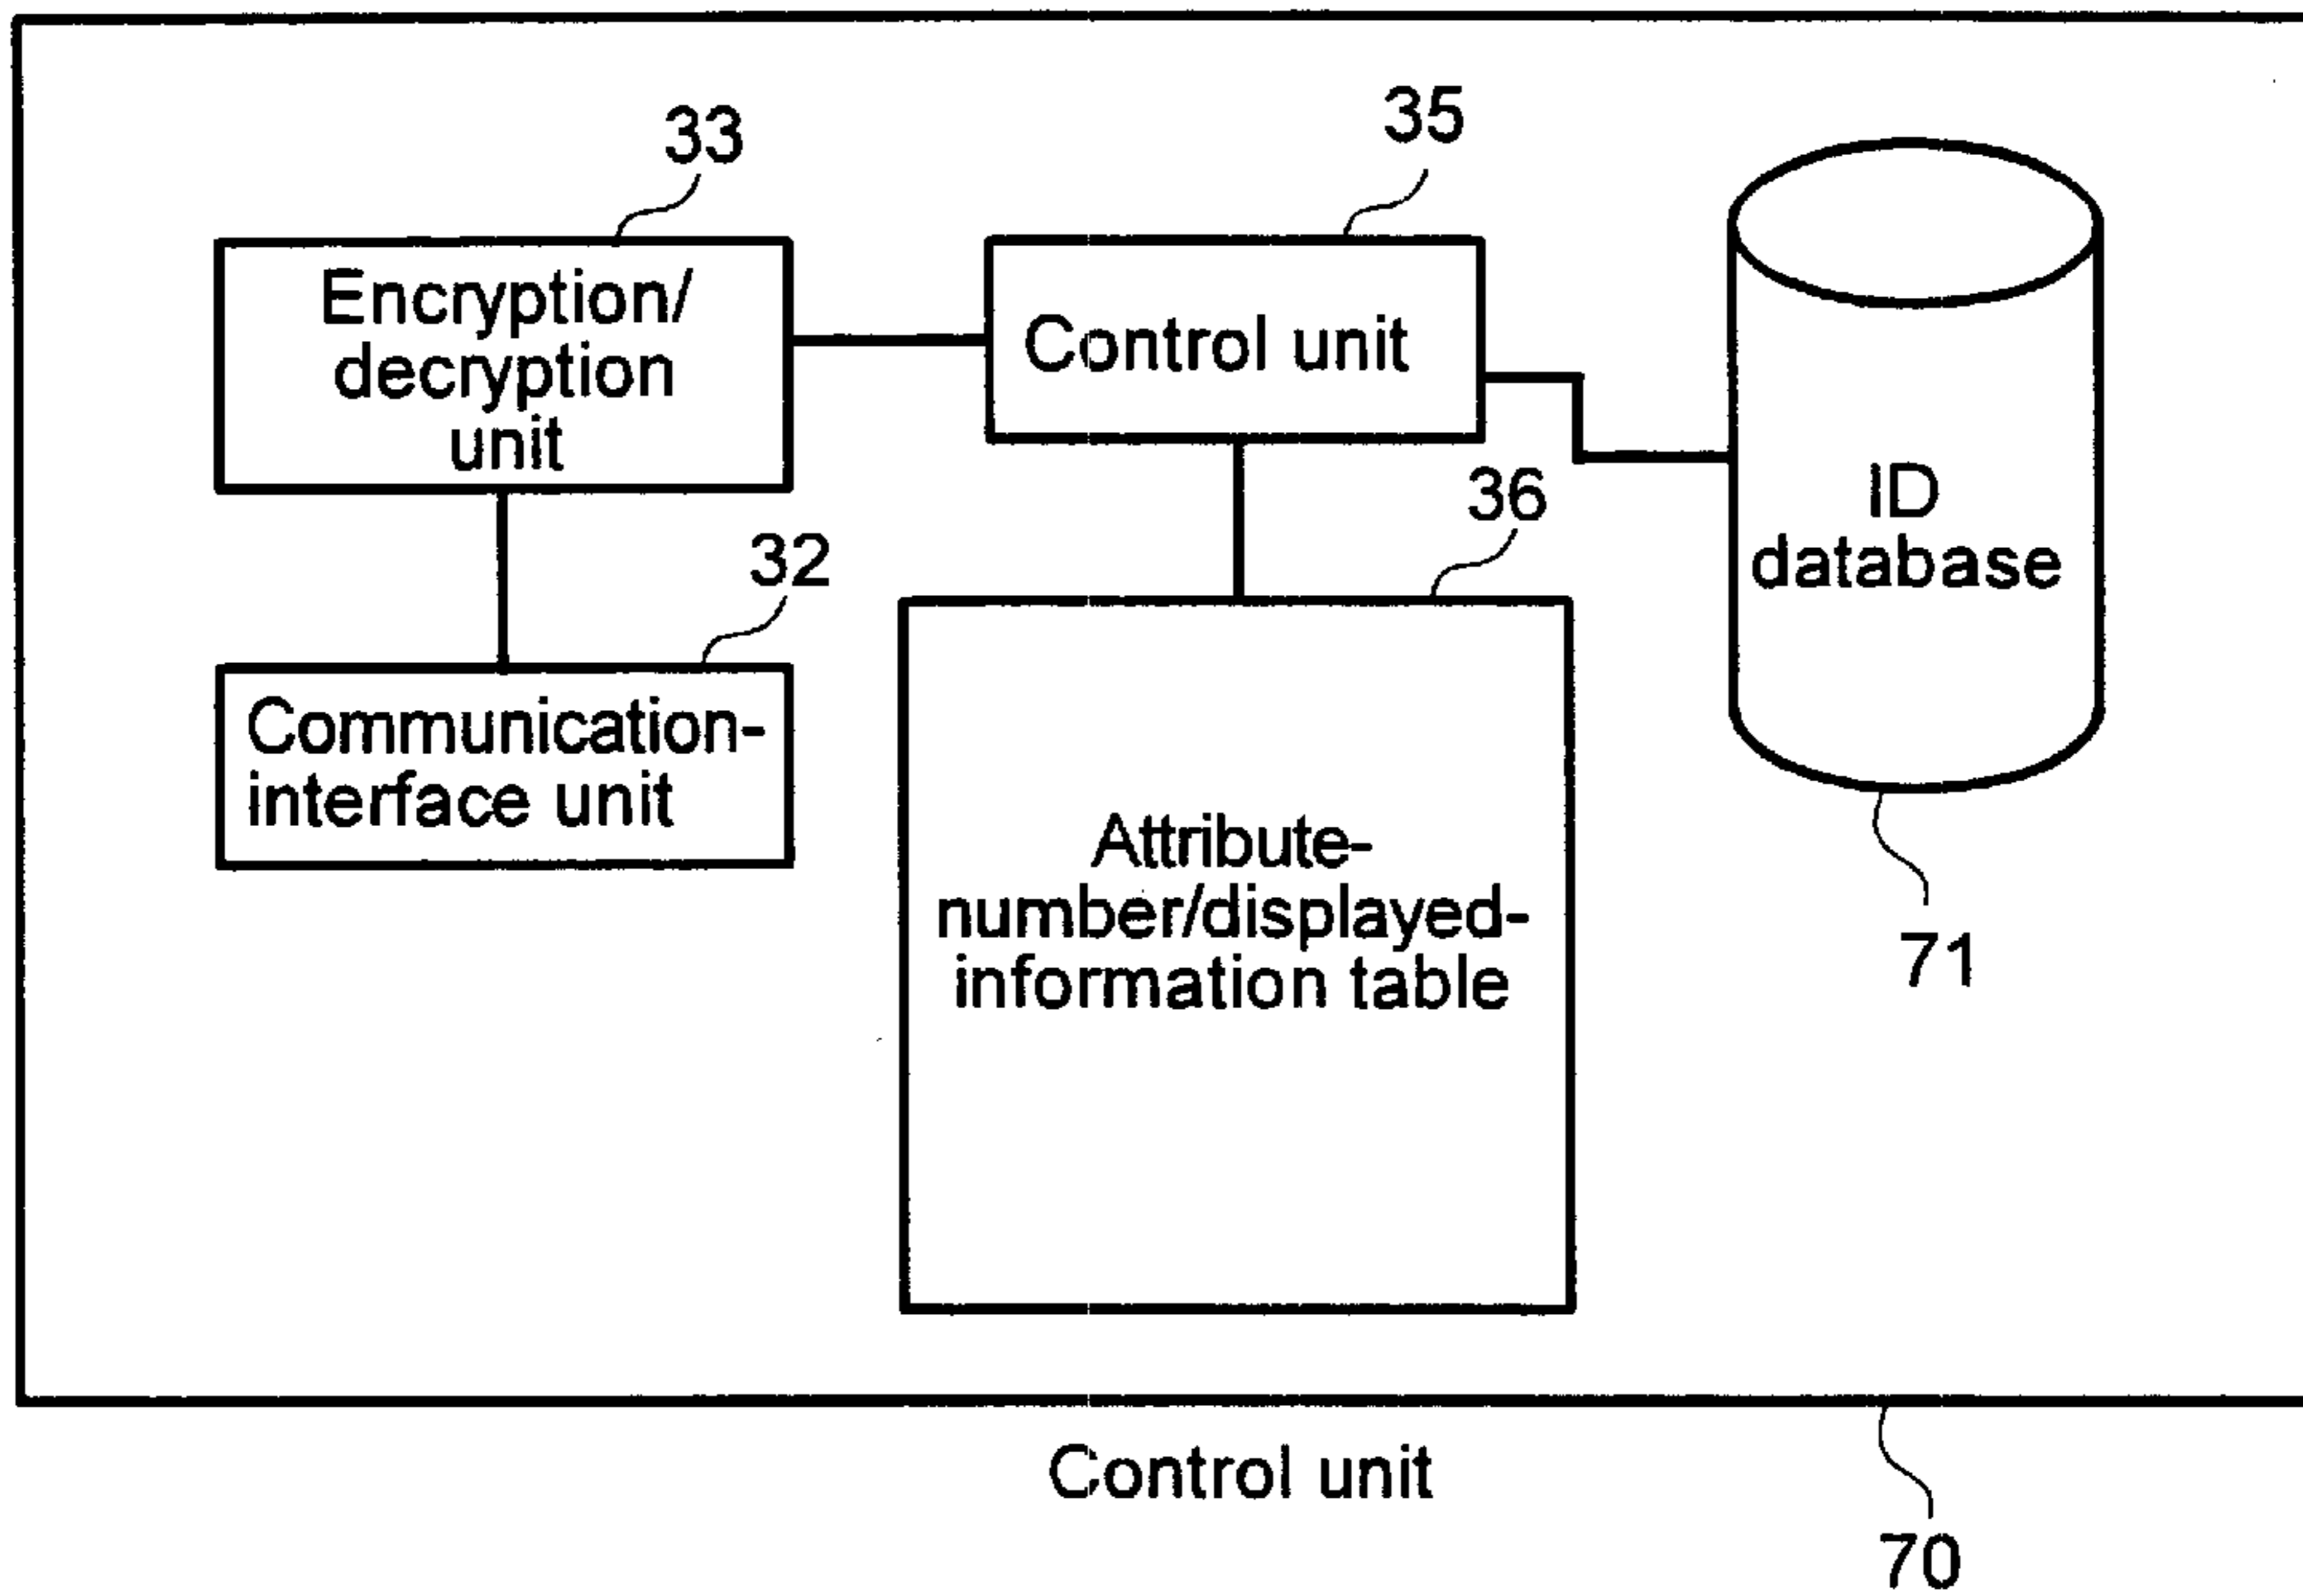 33
35
Encryption/
decryption
unit
Control unit
36
ID
database
32
Communication-
interface unit
Attribute-
number/displayed-
information table
71
Control unit
70